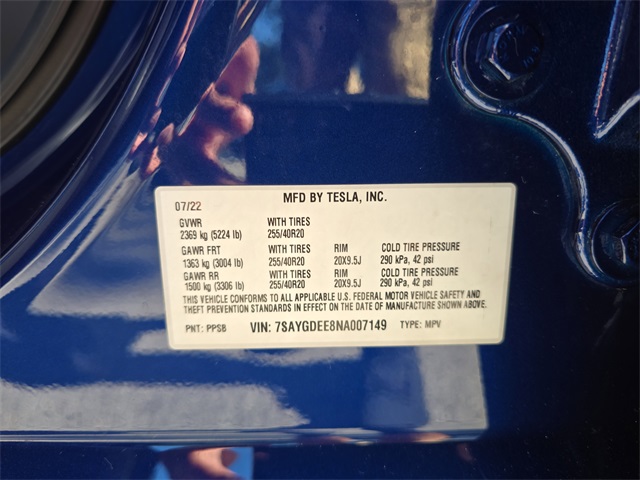 MFD BY TESLA, INC.
07/22
GVWR WITH TIRES
2369 kg (5224 lb) 255/40R20
GAWR FRT WITH TIRES RIM COLD TIRE PRESSURE
1363 kg (3004 lb) 255/40R20 20X9.5J 290 kPa, 42 psi
GAWR RR WITH TIRES RIM COLD TIRE PRESSURE
1500 kg (3306 lb) 255/40R20 20X9.5J 290 kPa, 42 psi
THIS VEHICLE CONFORMS TO ALL APPLICABLE U.S. FEDERAL MOTOR VEHICLE SAFETY AND
THEFT PREVENTION STANDARDS IN EFFECT ON THE DATE OF MANUFACTURE SHOWN ABOVE.
PNT: PPSB VIN: 7SAYGDEE8NA007149 TYPE: MPV